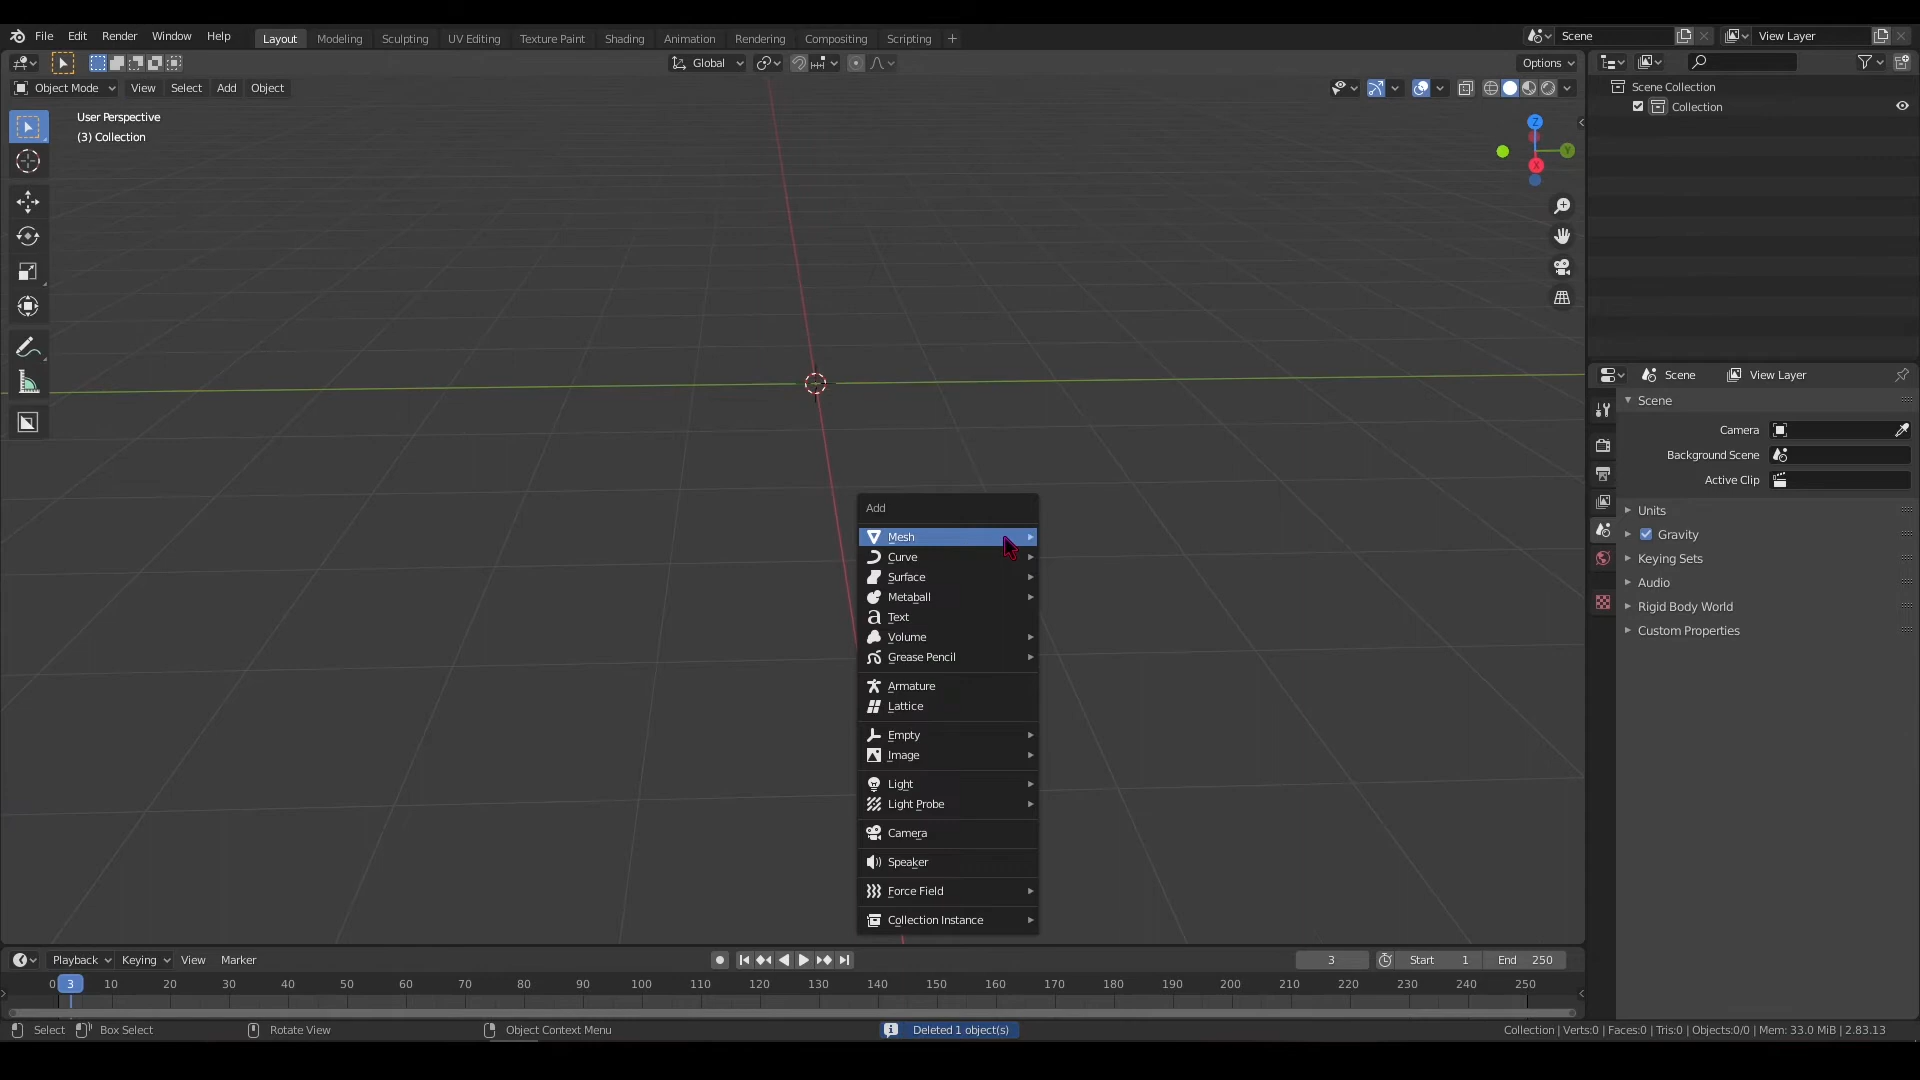 File Edit Render Window Help Layout Modeling Sculpting UV Editing Texture Paint Shading Animation Rendering Compositing Scripting + Scene View Layer
Global Options
Object Mode View Select Add Object
Scene Collection
Collection
User Perspective
(3) Collection
Z
Y
X
Scene View Layer
Scene
Camera
Background Scene
Active Clip
Units
Gravity
Keying Sets
Audio
Rigid Body World
Custom Properties
Add
Mesh
Curve
Surface
Metaball
Text
Volume
Grease Pencil
Armature
Lattice
Empty
Image
Light
Light Probe
Camera
Speaker
Force Field
Collection Instance
Playback Keying View Marker 3 Start 1 End 250
0 3 10 20 30 40 50 60 70 80 90 100 110 120 130 140 150 160 170 180 190 200 210 220 230 240 250
Select Box Select Rotate View Object Context Menu Deleted 1 object(s) Collection | Verts:0 | Faces:0 | Tris:0 | Objects:0/0 | Mem: 33.0 MiB | 2.83.13